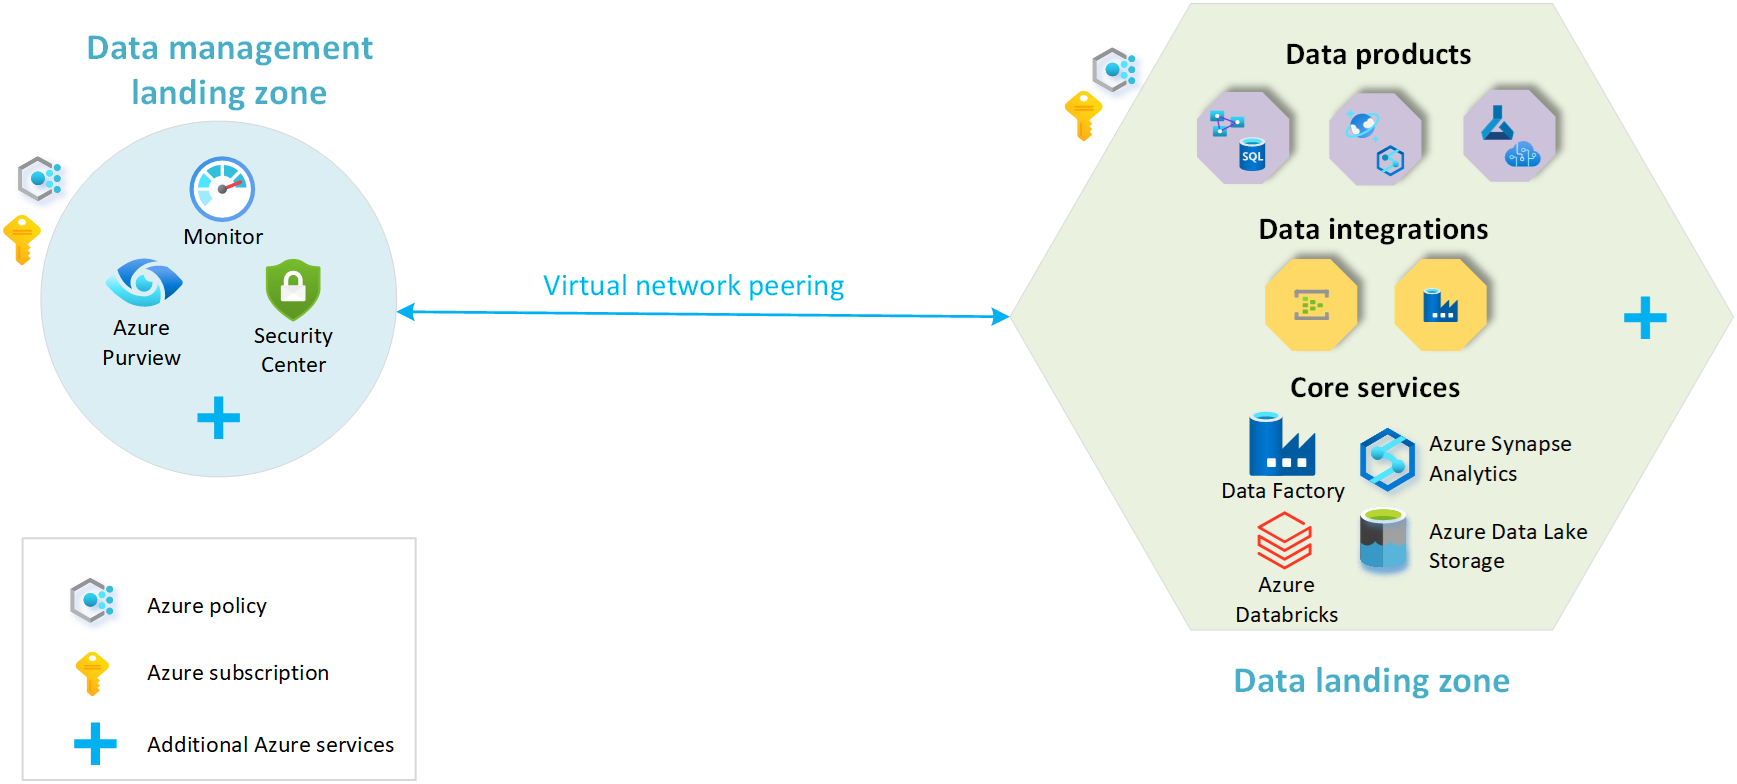 Data management
landing zone
Monitor
Azure
Purview
Security
Center
Virtual network peering
Data products
SQL
Data integrations
Core services
Data Factory
Azure Synapse
Analytics
Azure
Databricks
Azure Data Lake
Storage
Data landing zone
Azure policy
Azure subscription
Additional Azure services